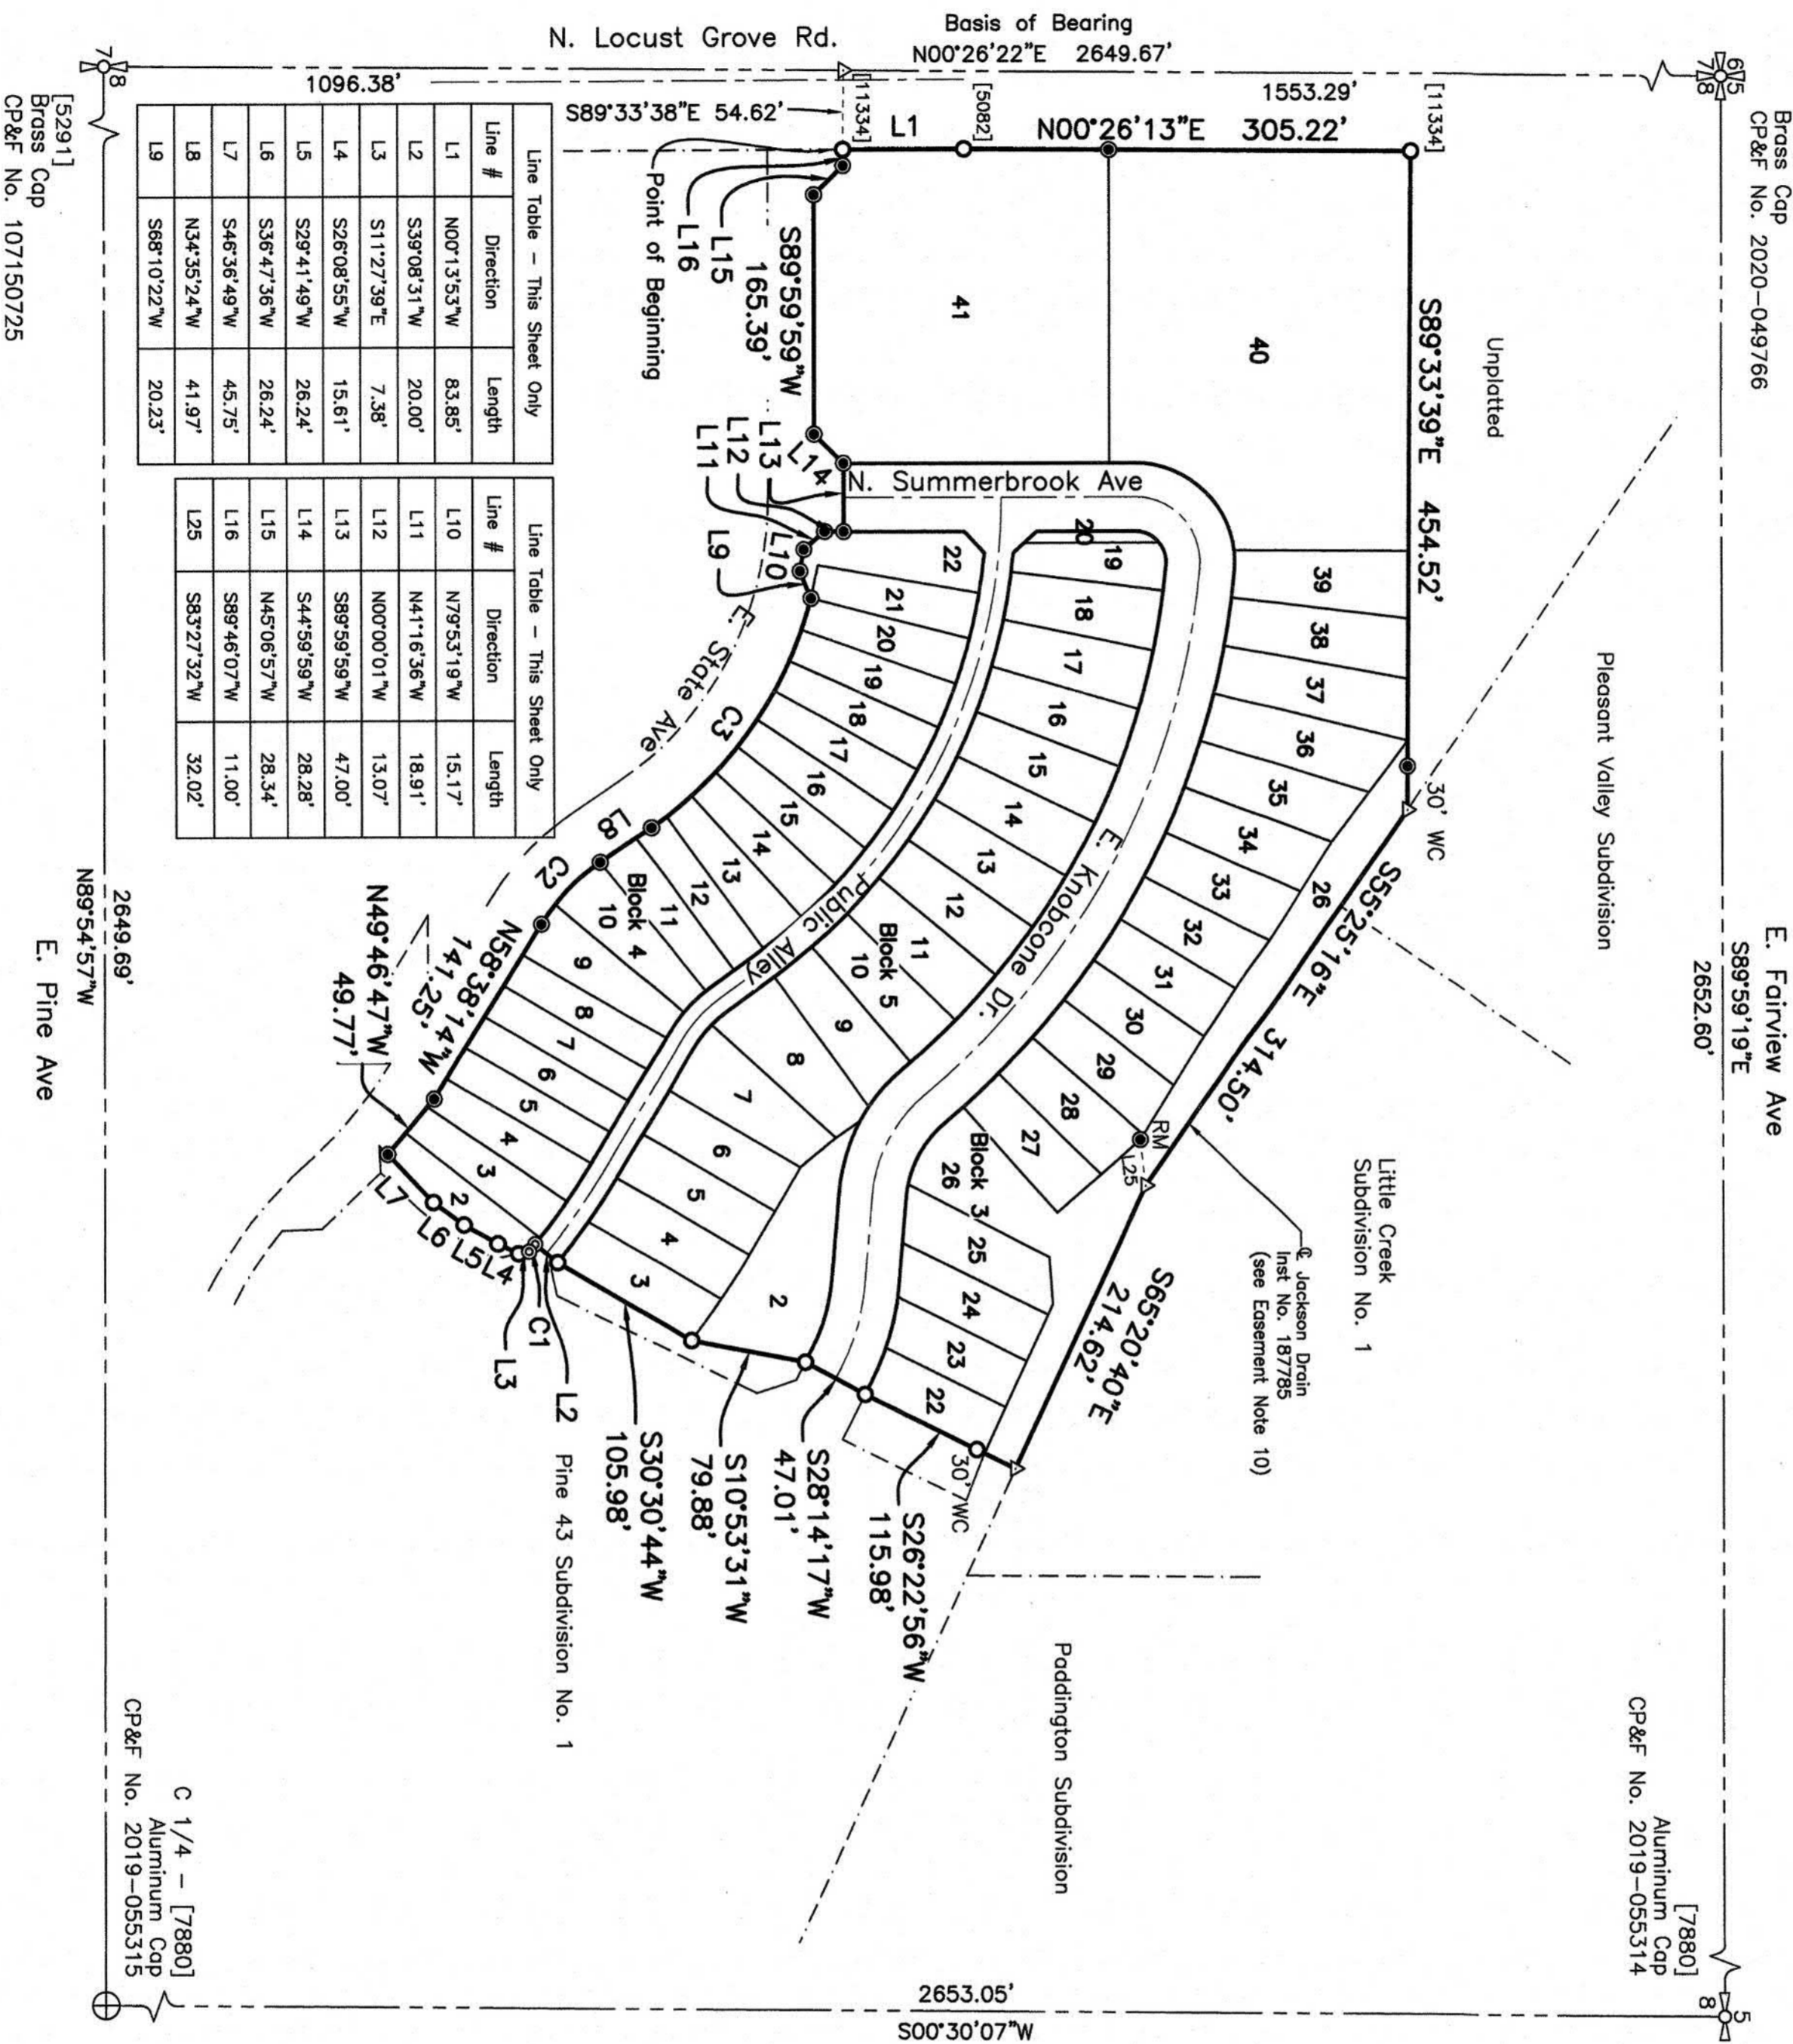 Brass Cap
CP&F No. 2020-049766
6
5
7
8
E. Fairview Ave
S89°59'19"E
2652.60'
[7880]
Aluminum Cap
CP&F No. 2019-055314
5
8
Basis of Bearing
N00°26'22"E 2649.67'
N. Locust Grove Rd.
1553.29'
1096.38'
[11334]
[5082]
[11334]
S89°33'38"E 54.62'
L1
N00°26'13"E 305.22'
Unplatted
S89°33'39"E 454.52'
Pleasant Valley Subdivision
30' WC
S55°25'16"E 314.50'
Little Creek
Subdivision No. 1
℄ Jackson Drain
Inst No. 187785
(see Easement Note 10)
RM
L25
S65°20'40"E
214.62'
Paddington Subdivision
30' WC
S26°22'56"W
115.98'
S28°14'17"W
47.01'
S10°53'31"W
79.88'
S30°30'44"W
105.98'
Pine 43 Subdivision No. 1
L2
C1
L3
L4
L5
L6
L7
N49°46'47"W
49.77'
N58°38'14"W
141.25'
C2
L8
C3
E. State Ave
L9
L10
L11
L12
L13
L14
S89°59'59"W
165.39'
L15
L16
Point of Beginning
40
41
N. Summerbrook Ave
E. Knobcone Dr.
Public Alley
39
38
37
36
35
34
33
26
32
31
30
29
28
27
Block 3
26
25
24
23
22
20
19
18
17
16
15
14
13
12
11
Block 5
10
9
8
7
6
5
4
3
2
22
21
20
19
18
17
16
15
14
13
12
11
Block 4
10
9
8
7
6
5
4
3
2
Line Table - This Sheet Only
Line # Direction Length
L1 N00°13'53"W 83.85'
L2 S39°08'31"W 20.00'
L3 S11°27'39"E 7.38'
L4 S26°08'55"W 15.61'
L5 S29°41'49"W 26.24'
L6 S36°47'36"W 26.24'
L7 S46°36'49"W 45.75'
L8 N34°35'24"W 41.97'
L9 S68°10'22"W 20.23'
Line Table - This Sheet Only
Line # Direction Length
L10 N79°53'19"W 15.17'
L11 N41°16'36"W 18.91'
L12 N00°00'01"W 13.07'
L13 S89°59'59"W 47.00'
L14 S44°59'59"W 28.28'
L15 N45°06'57"W 28.34'
L16 S89°46'07"W 11.00'
L25 S83°27'32"W 32.02'
7
8
[5291]
Brass Cap
CP&F No. 107150725
2649.69'
N89°54'57"W
E. Pine Ave
C 1/4 - [7880]
Aluminum Cap
CP&F No. 2019-055315
2653.05'
S00°30'07"W